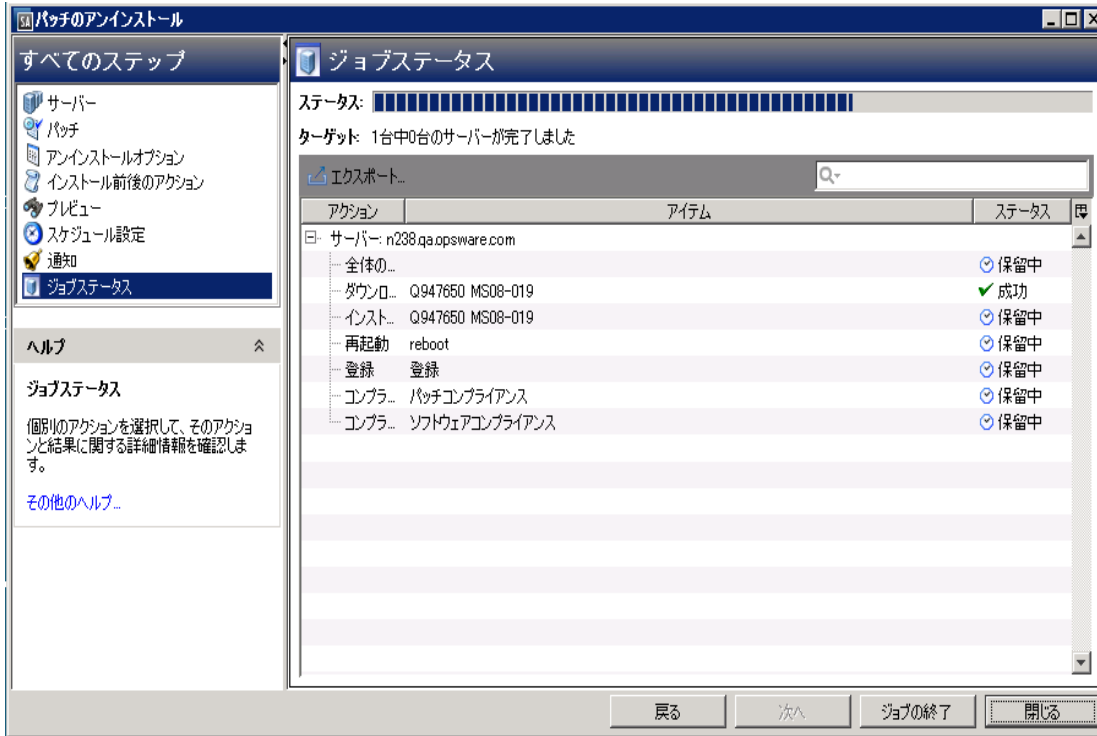 SA パッチのアンインストール
すべてのステップ
サーバー
パッチ
アンインストールオプション
インストール前後のアクション
プレビュー
スケジュール設定
通知
ジョブステータス
ヘルプ
ジョブステータス
個別のアクションを選択して、そのアクショ
ンと結果に関する詳細情報を確認しま
す。
その他のヘルプ...
ジョブステータス
ステータス:
ターゲット: 1台中0台のサーバーが完了しました
エクスポート...
アクション アイテム ステータス
サーバー: n238.qa.opsware.com
全体の... 保留中
ダウンロ... Q947650 MS08-019 成功
インスト... Q947650 MS08-019 保留中
再起動 reboot 保留中
登録 登録 保留中
コンプラ... パッチコンプライアンス 保留中
コンプラ... ソフトウェアコンプライアンス 保留中
戻る 次へ ジョブの終了 閉じる